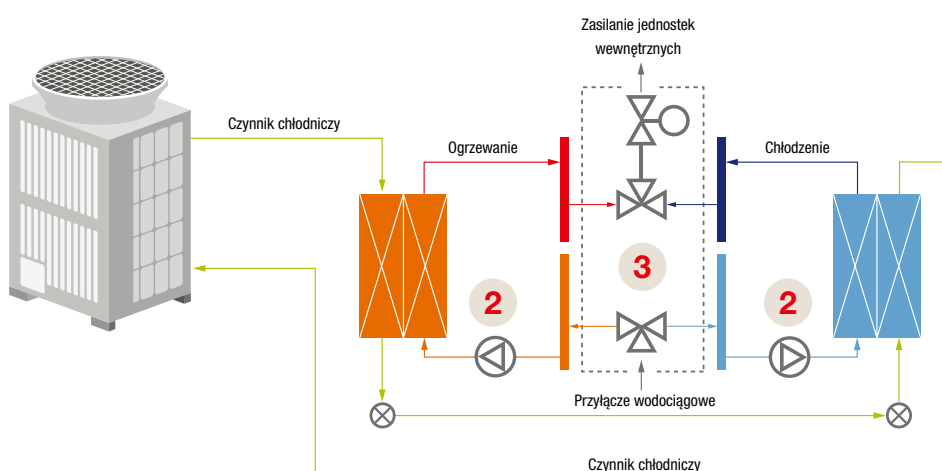 Zasilanie jednostek
wewnętrznych
Czynnik chłodniczy
Ogrzewanie
Chłodzenie
3
2
2
Przyłącze wodociągowe
Czynnik chłodniczy